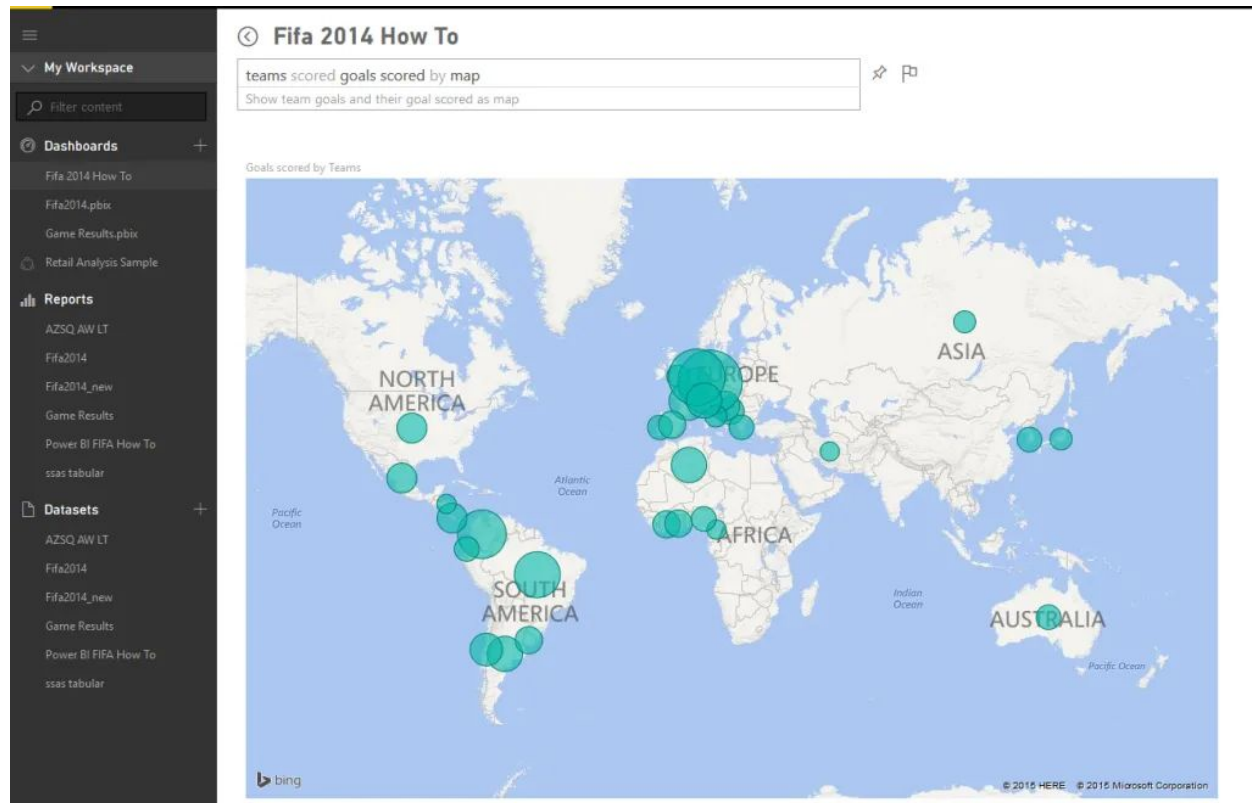 My Workspace
Filter content
Dashboards
Fifa 2014 How To
Fifa2014.pbix
Game Results.pbix
Retail Analysis Sample
Reports
AZSQ AW LT
Fifa2014
Fifa2014_new
Game Results
Power BI FIFA How To
ssas tabular
Datasets
AZSQ AW LT
Fifa2014
Fifa2014_new
Game Results
Power BI FIFA How To
ssas tabular
Fifa 2014 How To
teams scored goals scored by map
Show team goals and their goal scored as map
Goals scored by Teams
ASIA
EUROPE
NORTH
AMERICA
Atlantic
Ocean
Pacific
Ocean
AFRICA
SOUTH
AMERICA
Indian
Ocean
AUSTRALIA
Pacific Ocean
bing
© 2015 HERE © 2015 Microsoft Corporation